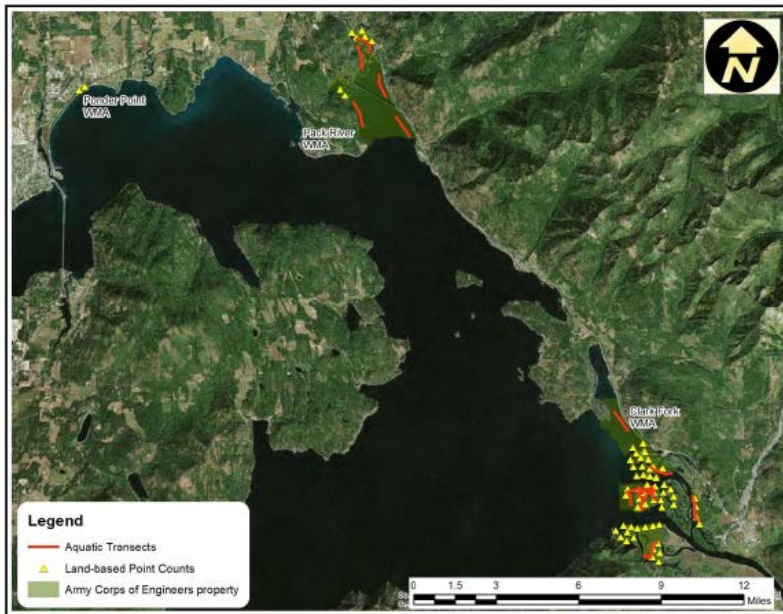 N
Ponder Point
WMA
Pack River
WMA
Clark Fork
WMA
Legend
Aquatic Transects
Land-based Point Counts
Army Corps of Engineers property
0 1.5 3 6 9 12
Miles